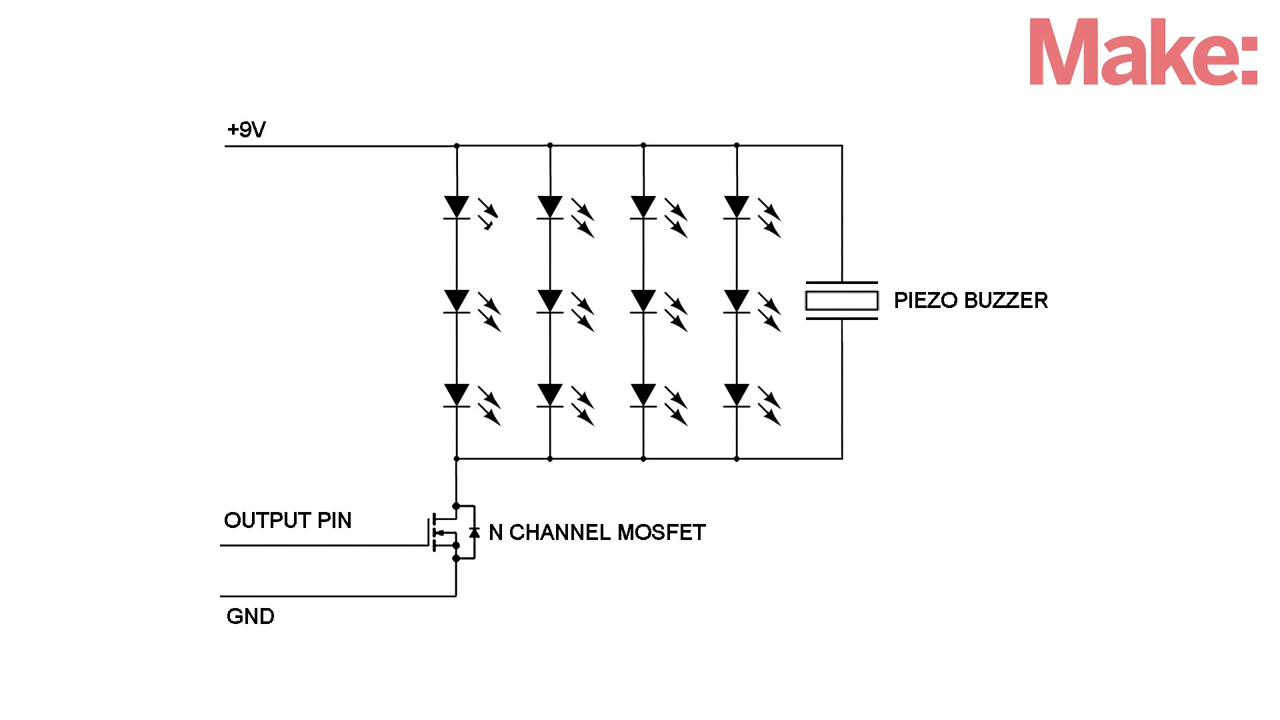 Make:
+9V
PIEZO BUZZER
OUTPUT PIN
N CHANNEL MOSFET
GND